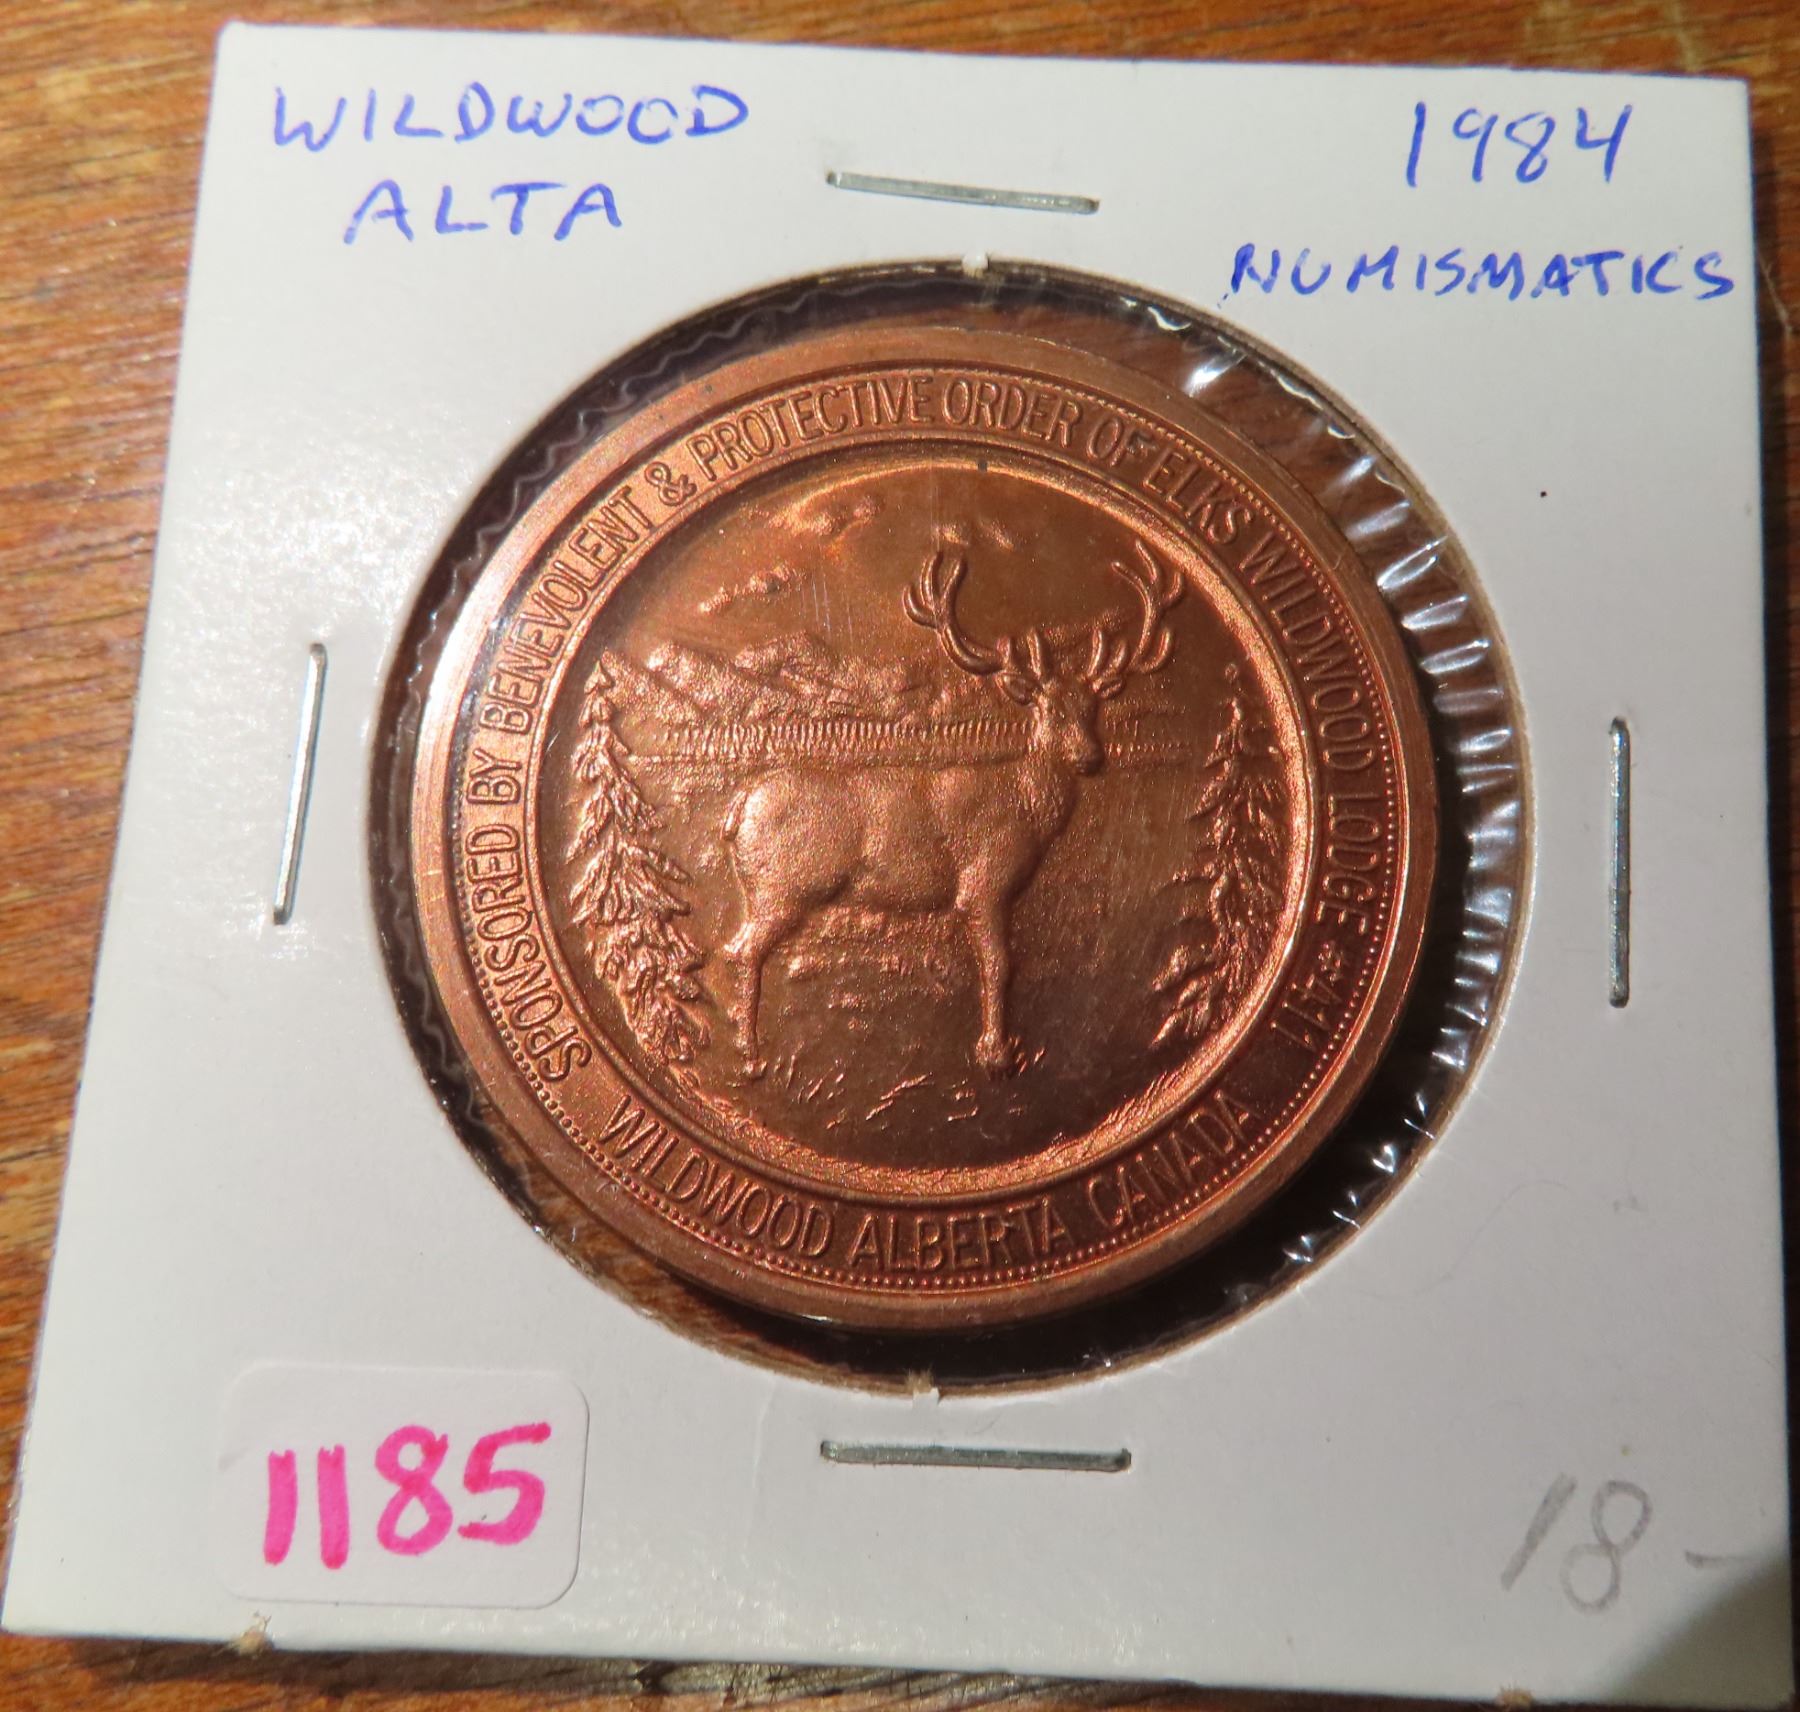 WILDWOOD
ALTA
1984
NUMISMATICS
SPONSORED BY BENEVOLENT & PROTECTIVE ORDER OF ELKS WILDWOOD LODGE #411
WILDWOOD ALBERTA CANADA
1185
18-